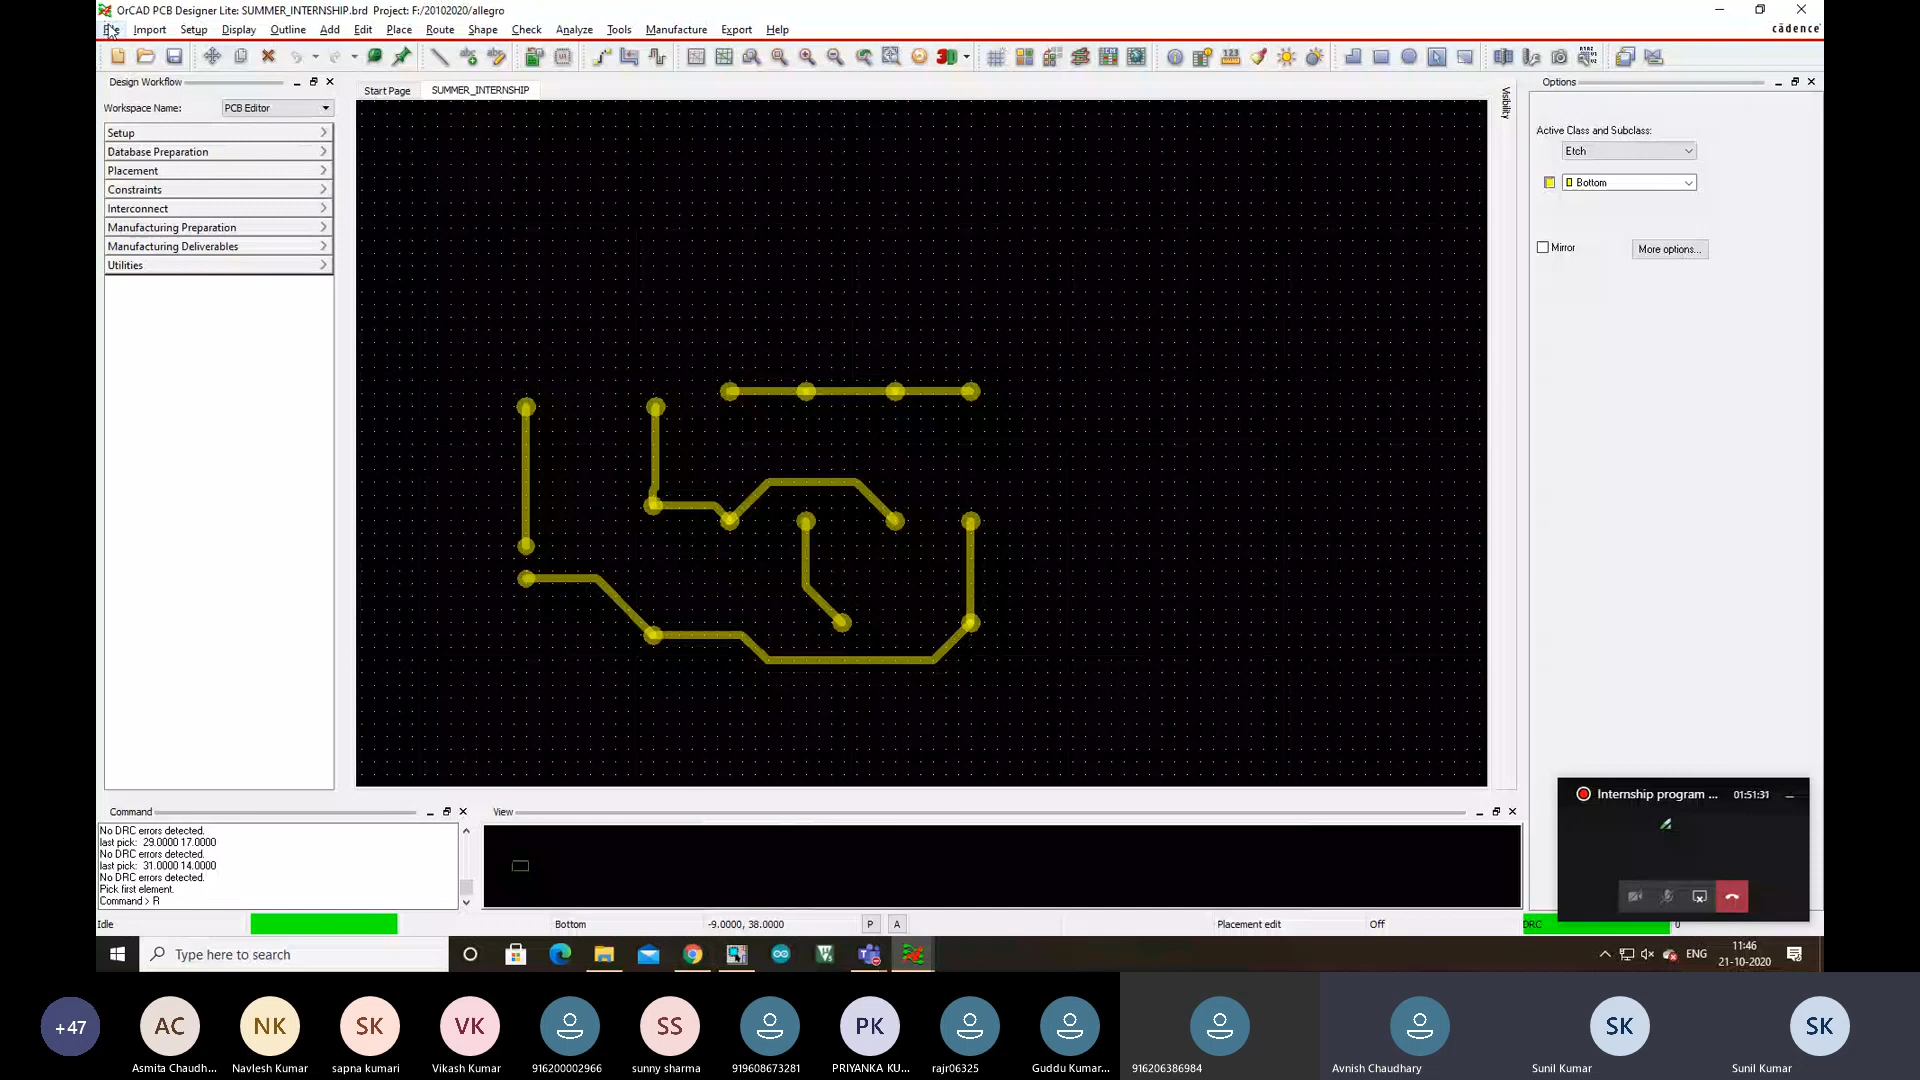 OrCAD PCB Designer Lite: SUMMER_INTERNSHIP.brd Project: F:/20102020/allegro
File Import Setup Display Outline Add Edit Place Route Shape Check Analyze Tools Manufacture Export Help
cādence
Design Workflow
Start Page SUMMER_INTERNSHIP
Visibility
Options
Workspace Name: PCB Editor
Setup
Database Preparation
Placement
Constraints
Interconnect
Manufacturing Preparation
Manufacturing Deliverables
Utilities
Active Class and Subclass:
Etch
Bottom
Mirror More options...
Command
No DRC errors detected.
last pick: 29.0000 17.0000
No DRC errors detected.
last pick: 31.0000 14.0000
No DRC errors detected.
Pick first element.
Command > R
View
Internship program ... 01:51:31
Idle Bottom -9.0000, 38.0000 P A Placement edit Off DRC 0
Type here to search
ENG
11:46
21-10-2020
+47 AC NK SK VK SS PK SK SK
Asmita Chaudh... Navlesh Kumar sapna kumari Vikash Kumar 916200002966 sunny sharma 919608673281 PRIYANKA KU... rajr06325 Guddu Kumar... 916206386984 Avnish Chaudhary Sunil Kumar Sunil Kumar